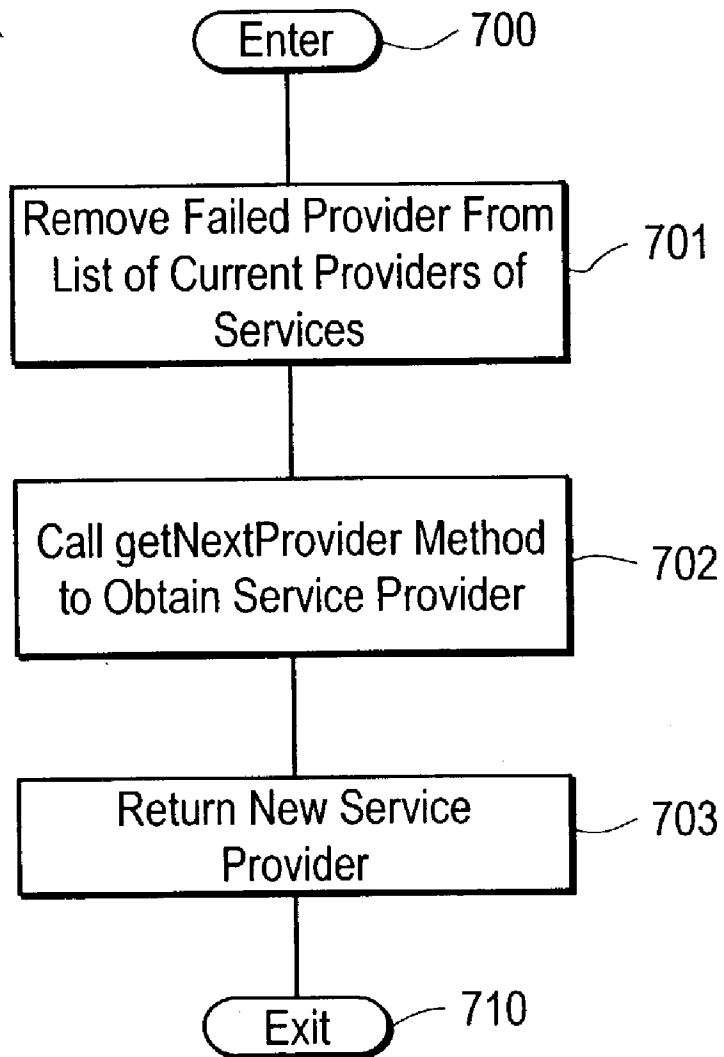 Enter
700
Remove Failed Provider From
List of Current Providers of
Services
701
Call getNextProvider Method
to Obtain Service Provider
702
Return New Service
Provider
703
Exit
710